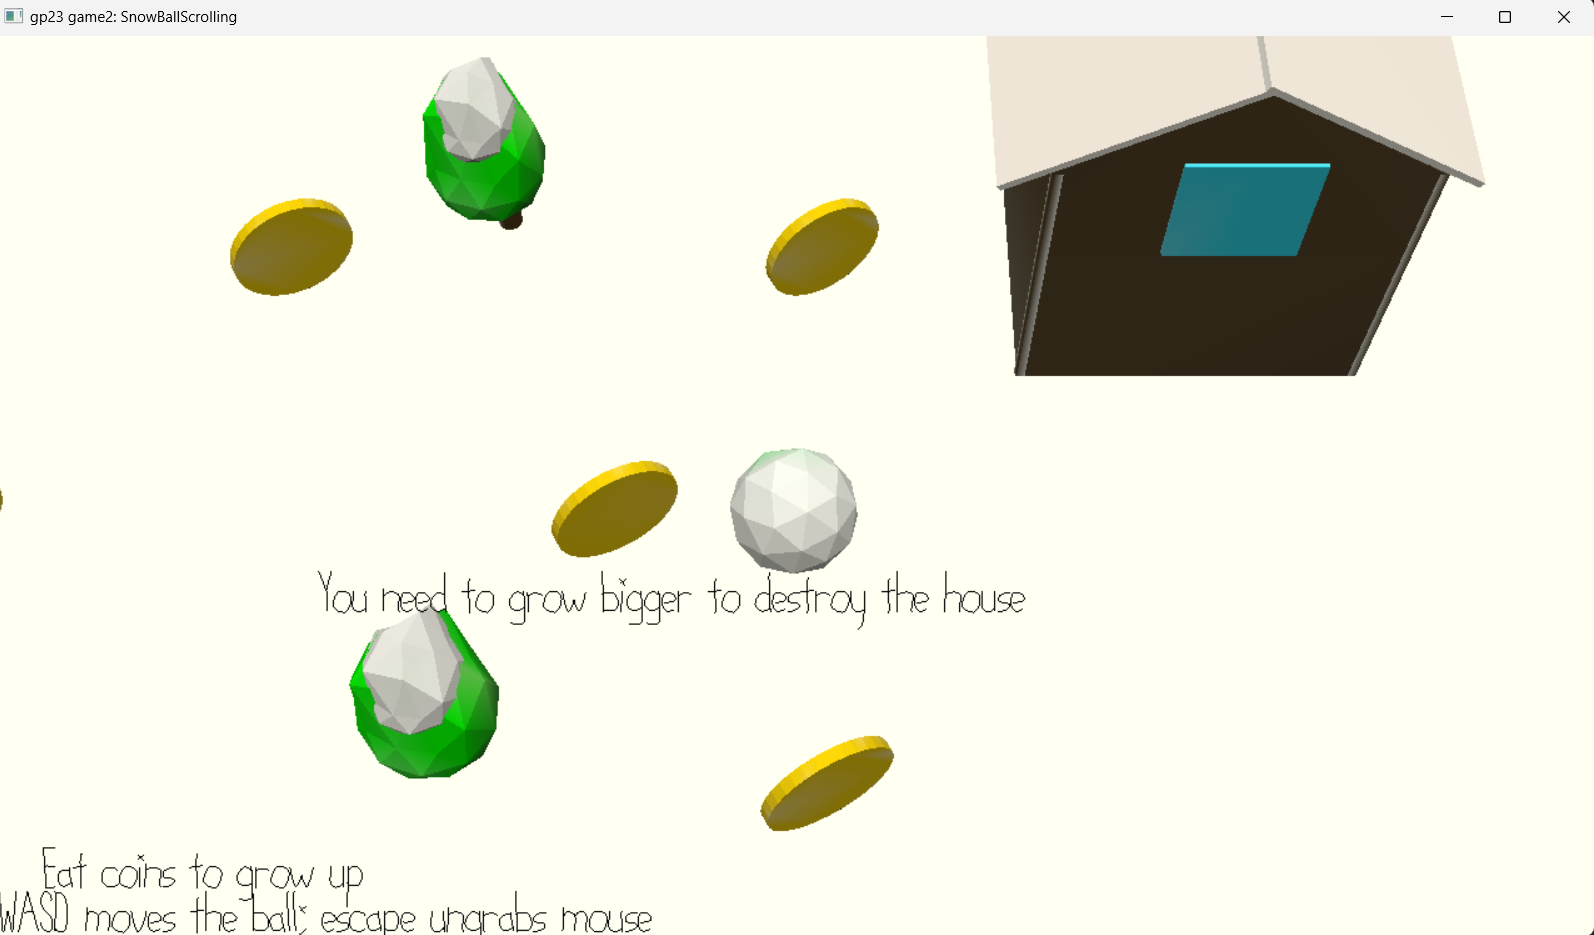 gp23 game2: SnowBallScrolling
You need to grow bigger to destroy the house
Eat coins to grow up
WASD moves the ball; escape ungrabs mouse